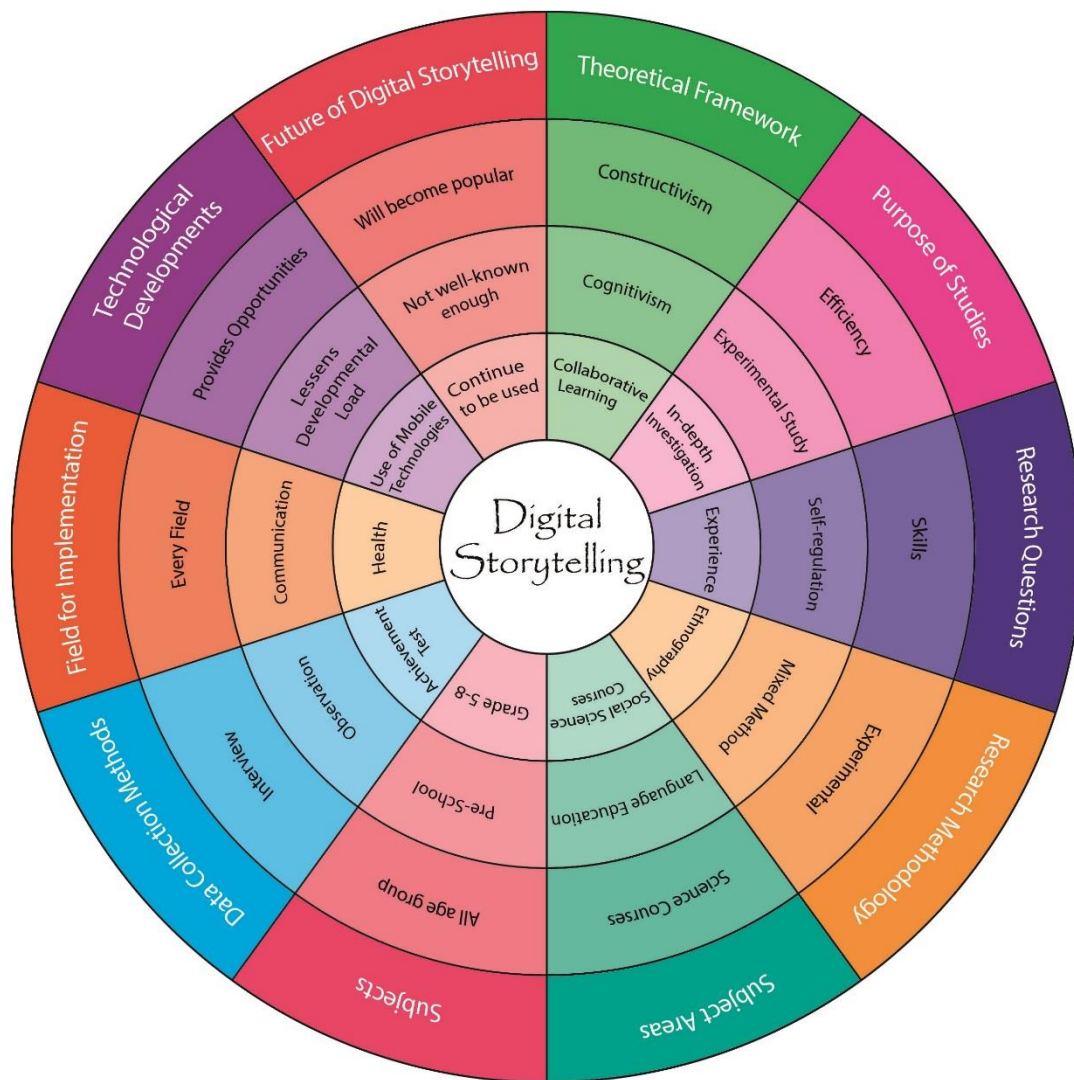 Digital
Storytelling
Theoretical Framework
Constructivism
Cognitivism
Collaborative
Learning
Purpose of Studies
Efficiency
Experimental Study
In-depth
Investigation
Research Questions
Skills
Self-regulation
Experience
Research Methodology
Experimental
Mixed Method
Ethnography
Subject Areas
Science Courses
Language Education
Social Science
Courses
Subjects
All age group
Pre-School
Grade 5-8
Data Collection Methods
Interview
Observation
Achievement
Test
Field for Implementation
Every Field
Communication
Health
Technological
Developments
Provides Opportunities
Lessens
Developmental
Load
Use of Mobile
Technologies
Future of Digital Storytelling
Will become popular
Not well-known
enough
Continue
to be used